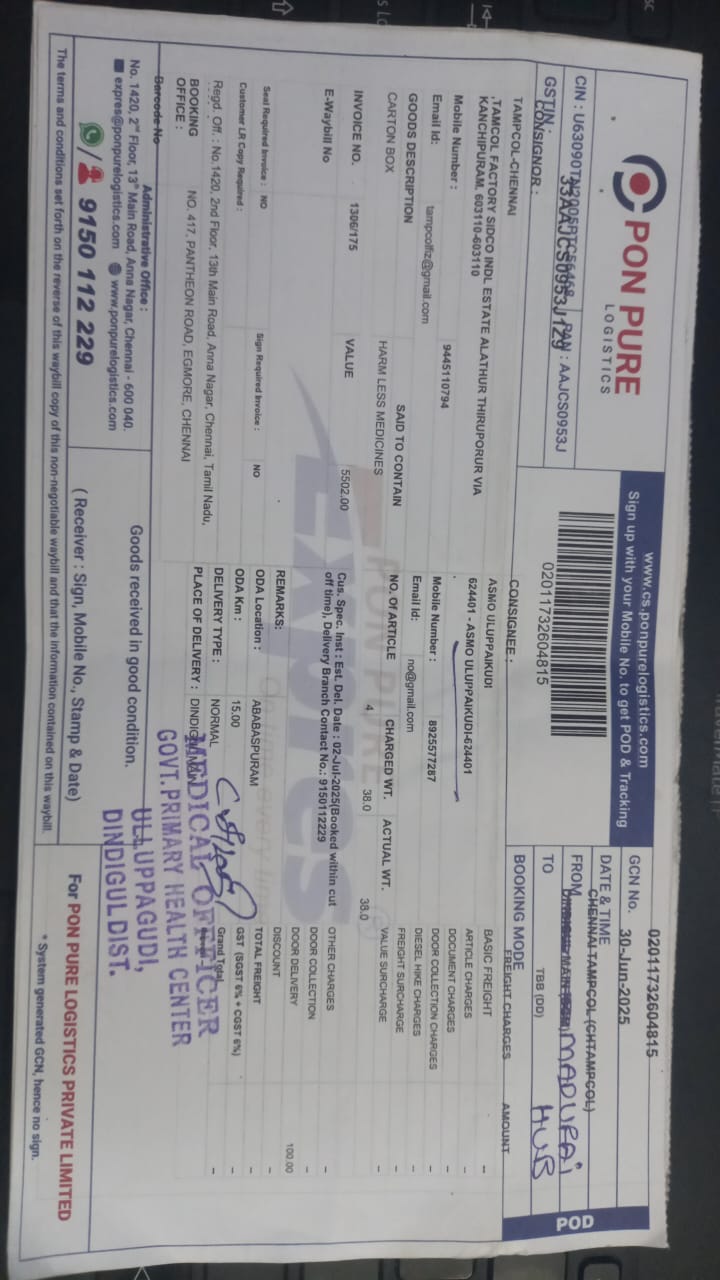 PON PURE
LOGISTICS
CIN : U63090TN2005PTC56468 PAN : AAJCS0953J
GSTIN : 33AAJCS0953J1Z9
www.cs.ponpurelogistics.com
Sign up with your Mobile No. to get POD & Tracking
02011732604815
GCN No. 02011732604815
DATE & TIME 30-Jun-2025
FROM CHENNAI TAMPCOL (CHTAMPCOL)
TO MADURAI
HUB
BOOKING MODE TBB (DD)
POD
CONSIGNOR :
TAMPCOL-CHENNAI
,TAMCOL FACTORY SIDCO INDL ESTATE ALATHUR THIRUPORUR VIA
KANCHIPURAM. 603110-603110
Mobile Number : 9445110794
Email Id: tampcolfiz@gmail.com
CONSIGNEE :
ASMO ULUPPAIKUDI
624401 - ASMO ULUPPAIKUDI-624401
Mobile Number : 8925577287
Email Id: no@gmail.com
GOODS DESCRIPTION SAID TO CONTAIN NO. Of ARTICLE CHARGED WT. ACTUAL WT.
CARTON BOX HARM LESS MEDICINES 4 38.0 38.0
INVOICE NO. 1306/175 VALUE 5502.00
E-Waybill No
Cus. Spec. Inst : Est. Del. Date : 02-Jul-2025(Booked within cut
off time), Delivery Branch Contact No.: 9150112229
REMARKS:
Seal Required Invoice : NO Sign Required Invoice : NO
Customer LR Copy Required :
ODA Location : ABABASPURAM
ODA Km : 15.00
Regd. Off. : No.1420, 2nd Floor, 13th Main Road, Anna Nagar, Chennai, Tamil Nadu,
DELIVERY TYPE : NORMAL
BOOKING OFFICE : NO, 417, PANTHEON ROAD, EGMORE, CHENNAI
PLACE OF DELIVERY : DINDIGUL MAIN
FREIGHT CHARGES AMOUNT
BASIC FREIGHT -
ARTICLE CHARGES -
DOCUMENT CHARGES -
DOOR COLLECTION CHARGES -
DIESEL HIKE CHARGES -
FREIGHT SURCHARGE -
VALUE SURCHARGE -
OTHER CHARGES -
DOOR COLLECTION -
DOOR DELIVERY 100.00
DISCOUNT -
TOTAL FREIGHT -
GST (SGST 6% + CGST 6%) -
Grand Total -
MEDICAL OFFICER
GOVT.PRIMARY HEALTH CENTER
ULLUPPAGUDI,
DINDIGUL DIST.
Barcode No
Administrative Office :
No. 1420, 2nd Floor, 13th Main Road, Anna Nagar, Chennai - 600 040.
expres@ponpurelogistics.com www.ponpurelogistics.com
9150 112 229
Goods received in good condition.
( Receiver : Sign, Mobile No., Stamp & Date)
For PON PURE LOGISTICS PRIVATE LIMITED
* System generated GCN, hence no sign.
The terms and conditions set forth on the reverse of this waybill copy of this non-negotiable waybill and that the information contained on this waybill.